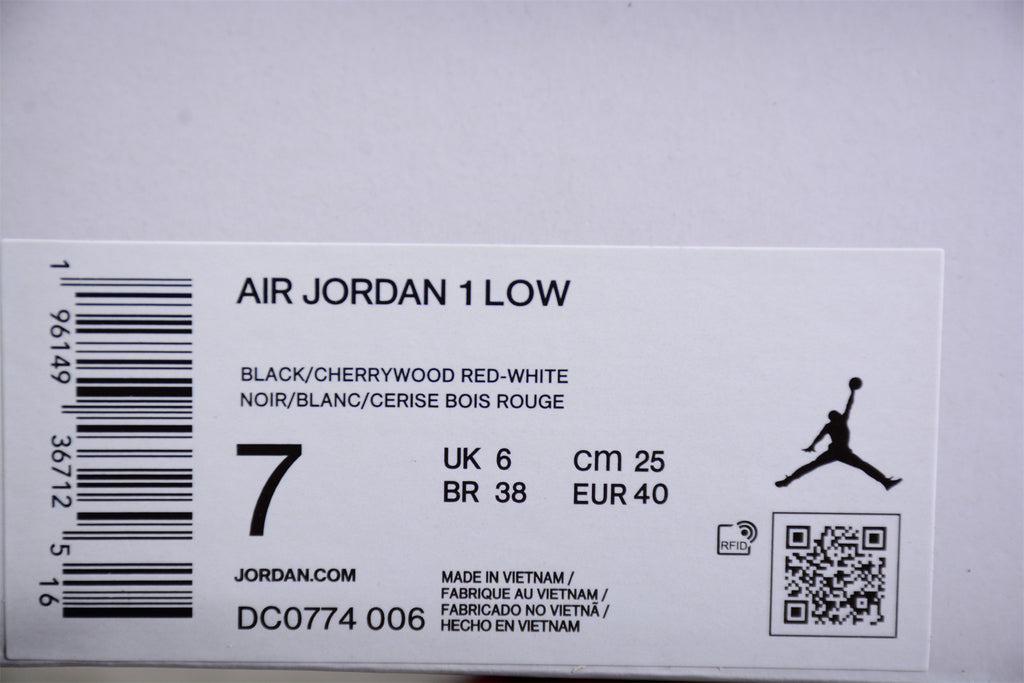 AIR JORDAN 1 LOW
BLACK/CHERRYWOOD RED-WHITE
NOIR/BLANC/CERISE BOIS ROUGE
7
UK 6
CM 25
BR 38
EUR 40
RFID
JORDAN.COM
DC0774 006
MADE IN VIETNAM /
FABRIQUE AU VIETNAM /
FABRICADO NO VIETNÃ /
HECHO EN VIETNAM
1 96149 36712 5 16